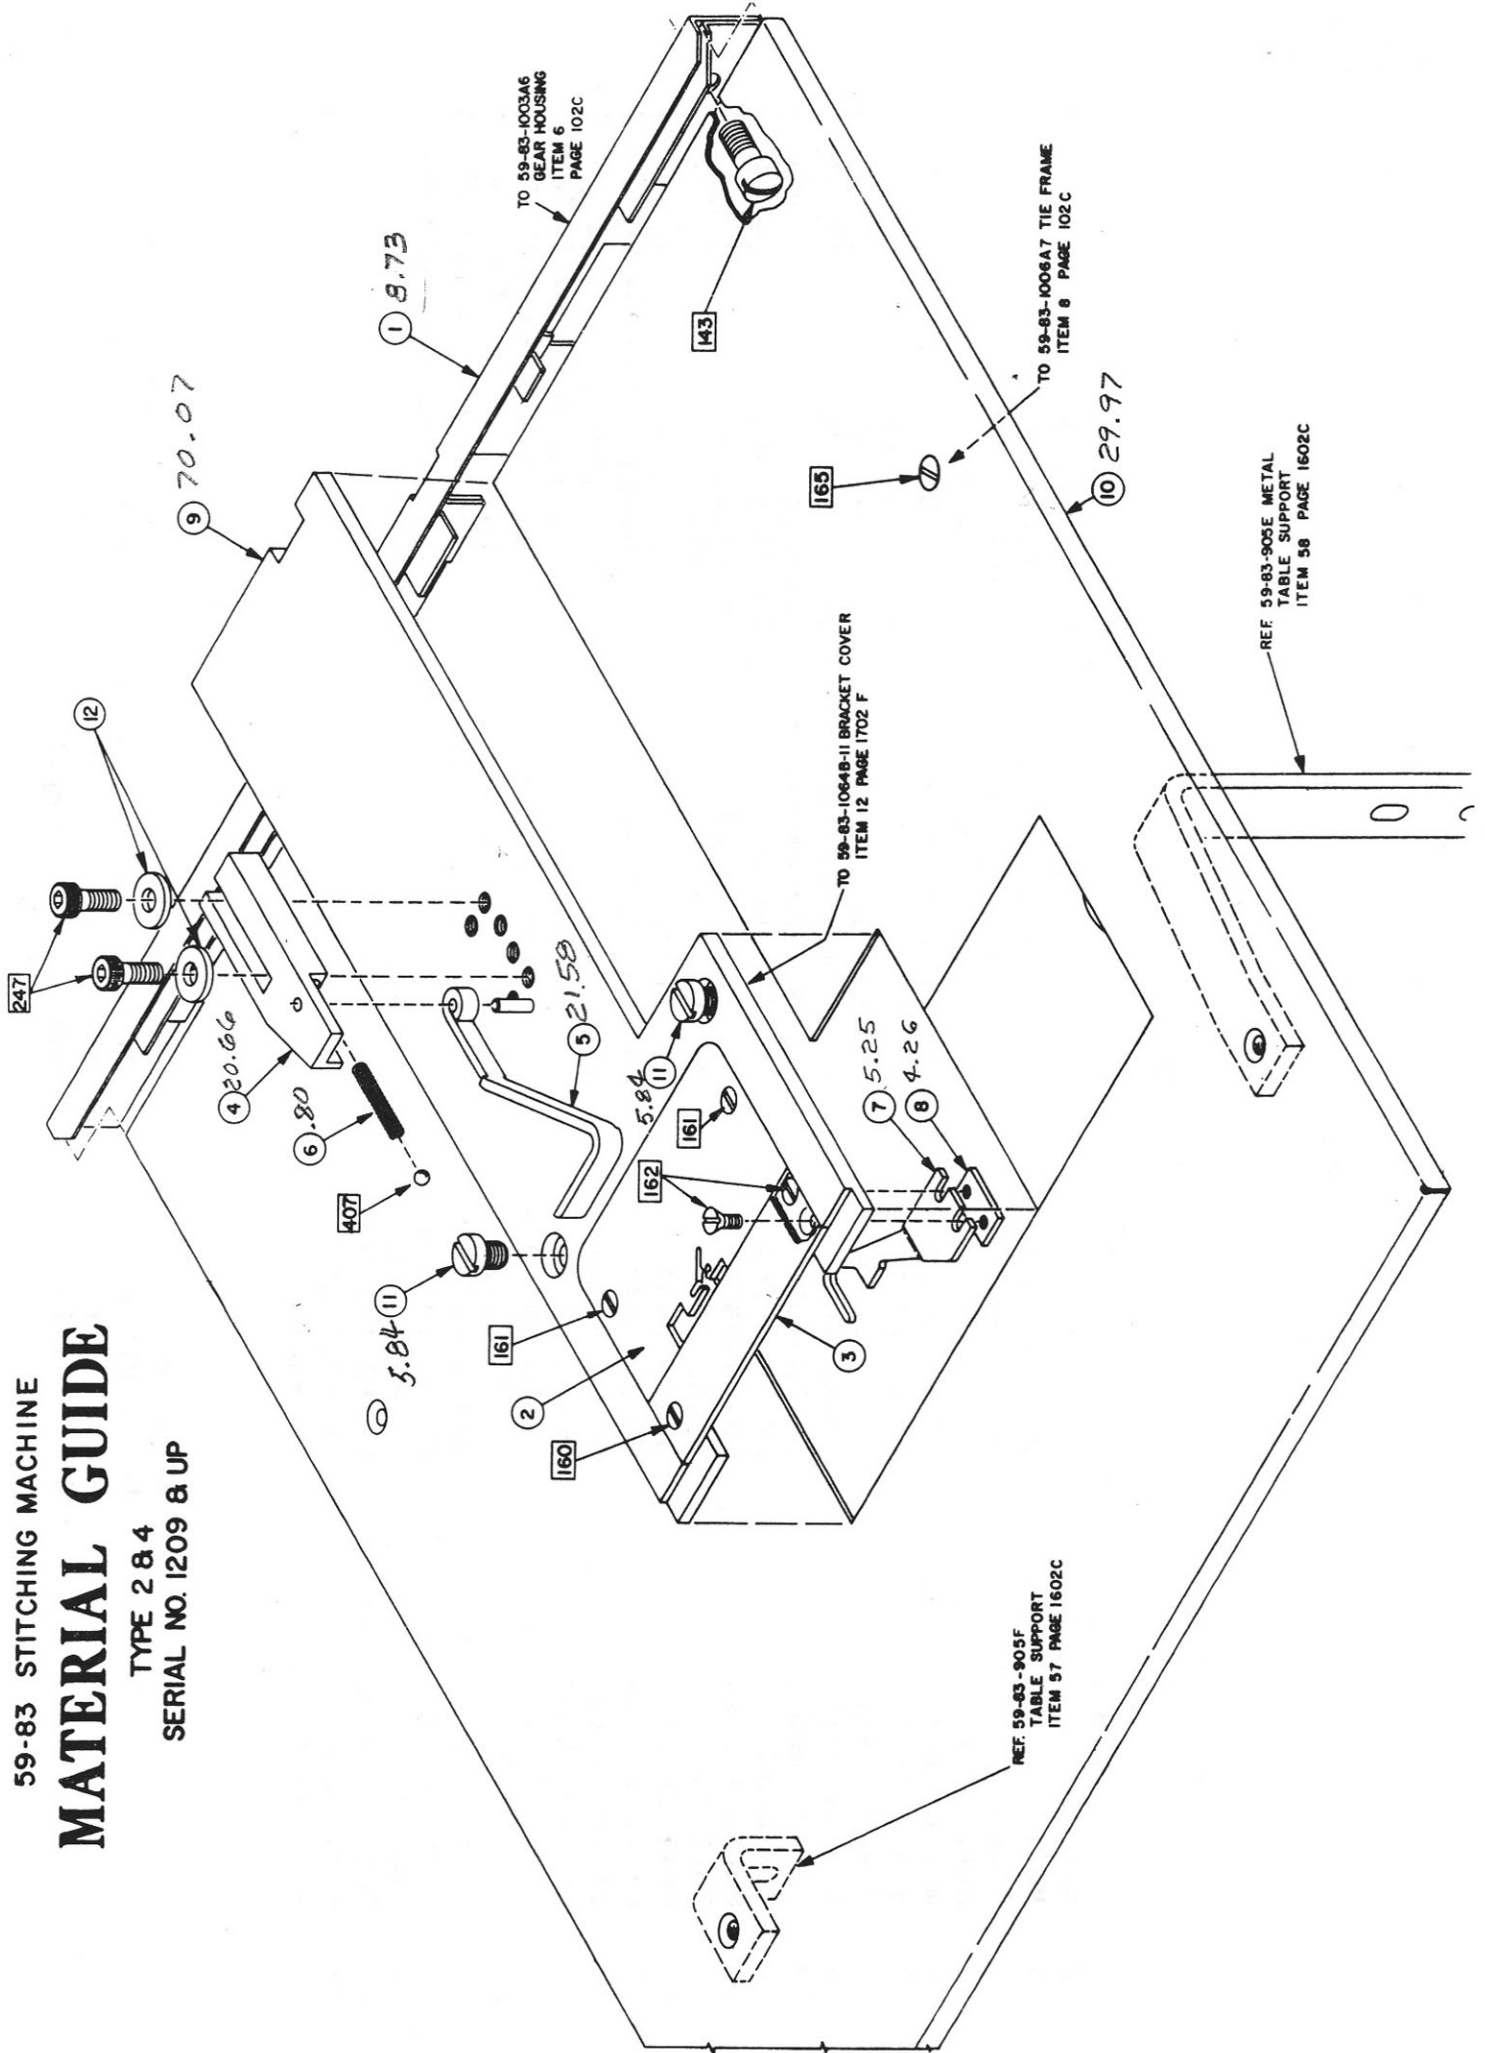 59-83 STITCHING MACHINE
MATERIAL GUIDE
TYPE 2 & 4
SERIAL NO. 1209 & UP
247
12
9 70.07
1 8.73
TO 59-83-1003A6
GEAR HOUSING
ITEM 6
PAGE 102C
4 20.66
6 .80
407
5 21.58
143
5.84 11
11 5.84
161
161
162
2
160
3
165
TO 59-83-1006A7 TIE FRAME
ITEM 8 PAGE 102C
TO 59-83-1064B-11 BRACKET COVER
ITEM 12 PAGE 1702 F
7 5.25
8 4.26
10 29.97
REF. 59-83-905E METAL
TABLE SUPPORT
ITEM 58 PAGE 1602C
REF. 59-83-905F
TABLE SUPPORT
ITEM 57 PAGE 1602C